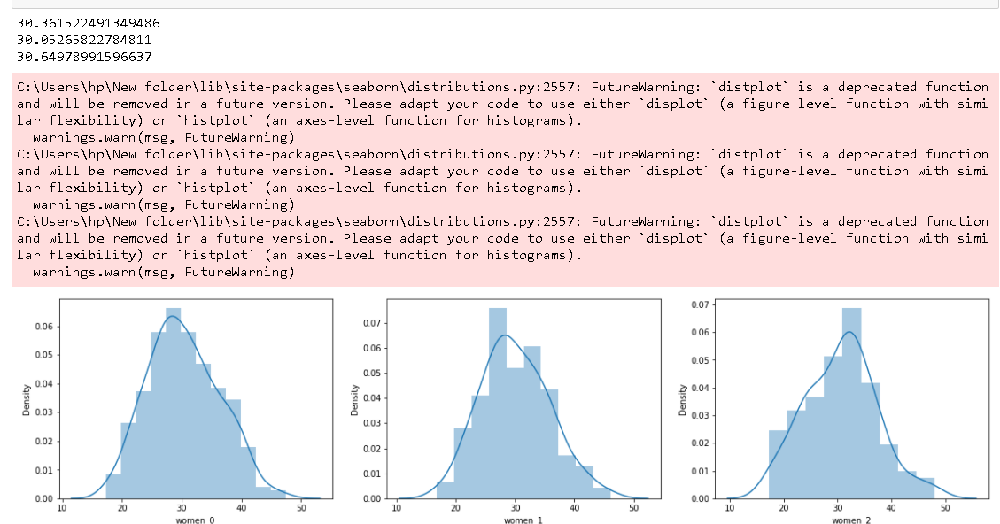 30.361522491349486
30.05265822784811
30.64978991596637
C:\Users\hp\New folder\lib\site-packages\seaborn\distributions.py:2557: FutureWarning: `distplot` is a deprecated function
and will be removed in a future version. Please adapt your code to use either `displot` (a figure-level function with simi
lar flexibility) or `histplot` (an axes-level function for histograms).
  warnings.warn(msg, FutureWarning)
C:\Users\hp\New folder\lib\site-packages\seaborn\distributions.py:2557: FutureWarning: `distplot` is a deprecated function
and will be removed in a future version. Please adapt your code to use either `displot` (a figure-level function with simi
lar flexibility) or `histplot` (an axes-level function for histograms).
  warnings.warn(msg, FutureWarning)
C:\Users\hp\New folder\lib\site-packages\seaborn\distributions.py:2557: FutureWarning: `distplot` is a deprecated function
and will be removed in a future version. Please adapt your code to use either `displot` (a figure-level function with simi
lar flexibility) or `histplot` (an axes-level function for histograms).
  warnings.warn(msg, FutureWarning)
0.06
0.05
0.04
0.03
0.02
0.01
0.00
Density
10 20 30 40 50
women_0
0.07
0.06
0.05
0.04
0.03
0.02
0.01
0.00
Density
10 20 30 40 50
women_1
0.07
0.06
0.05
0.04
0.03
0.02
0.01
0.00
Density
10 20 30 40 50
women_2